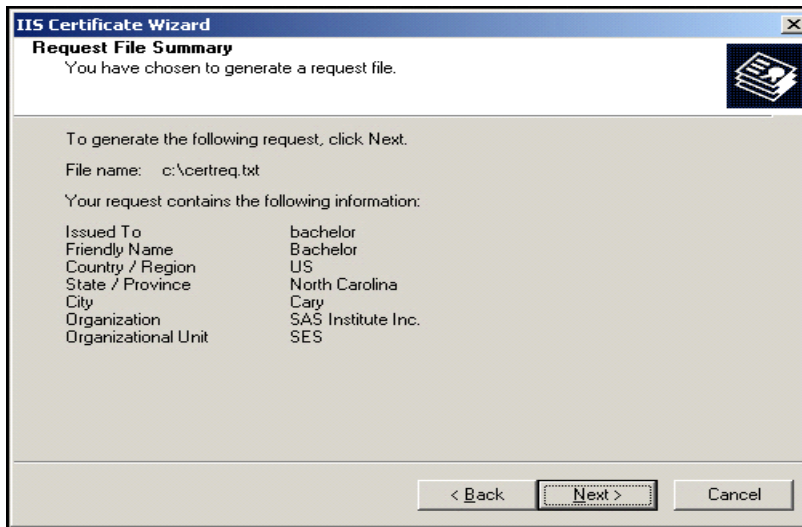 IIS Certificate Wizard
Request File Summary
You have chosen to generate a request file.
To generate the following request, click Next.
File name: c:\certreq.txt
Your request contains the following information:
Issued To bachelor
Friendly Name Bachelor
Country / Region US
State / Province North Carolina
City Cary
Organization SAS Institute Inc.
Organizational Unit SES
< Back Next > Cancel